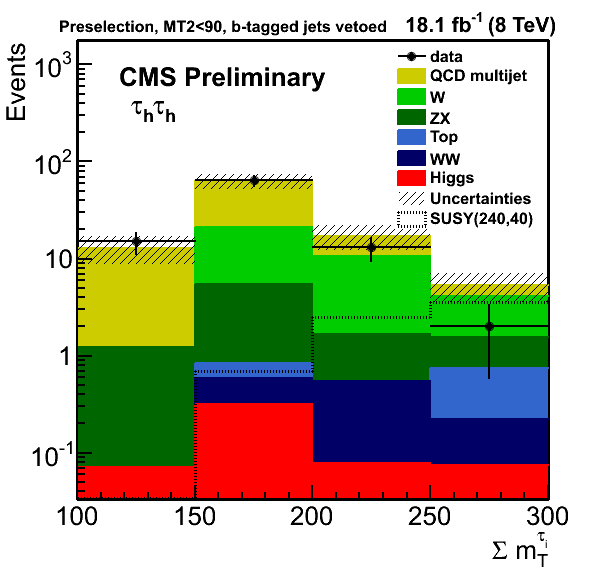 Preselection, MT2<90, b-tagged jets vetoed 18.1 fb⁻¹ (8 TeV)
Events
10³
10²
10
1
10⁻¹
CMS Preliminary
τₕτₕ
data
QCD multijet
W
ZX
Top
WW
Higgs
Uncertainties
SUSY(240,40)
100 150 200 250 300
Σ m_T^{τ_i}